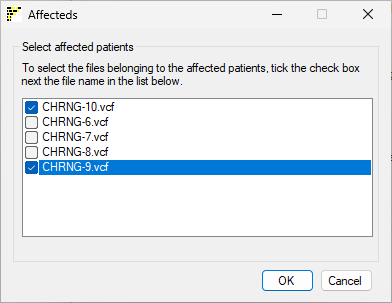 Affecteds
Select affected patients
To select the files belonging to the affected patients, tick the check box
next the file name in the list below.
CHRNG-10.vcf
CHRNG-6.vcf
CHRNG-7.vcf
CHRNG-8.vcf
CHRNG-9.vcf
OK
Cancel